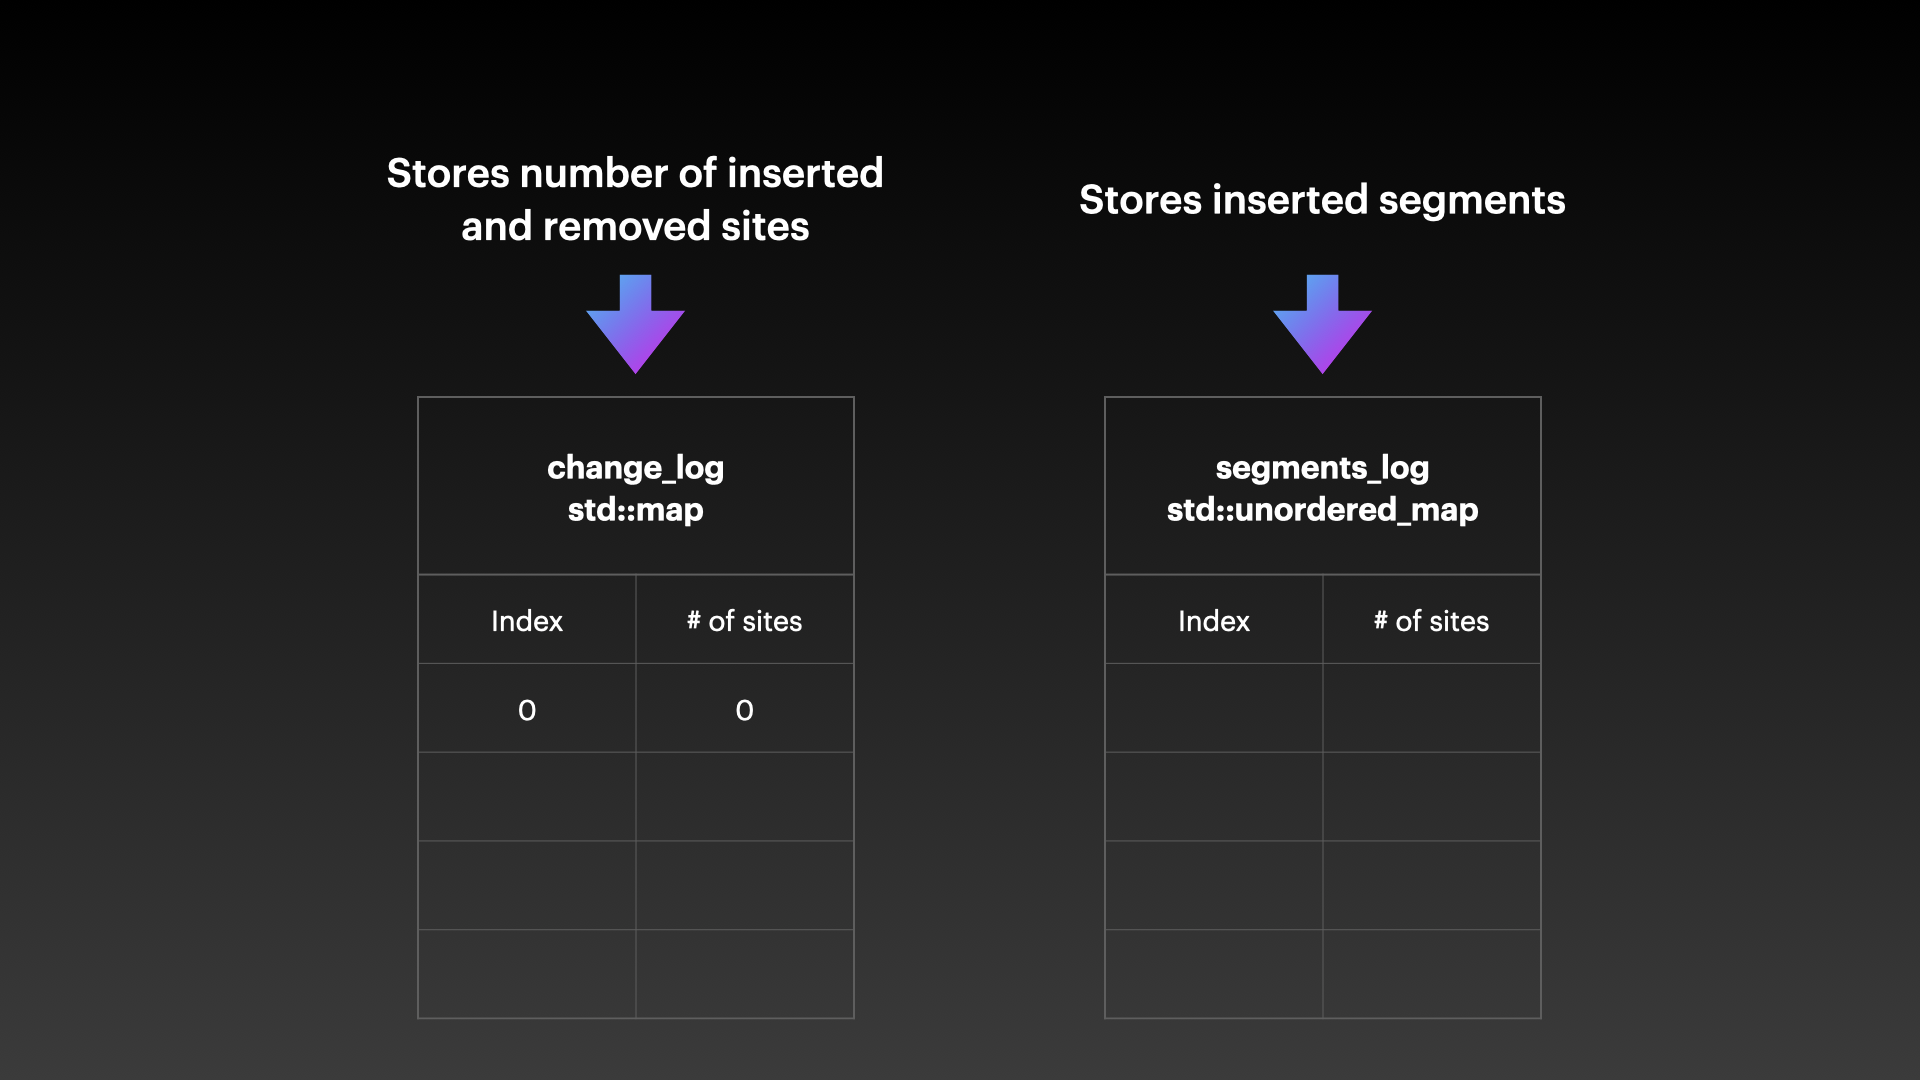 Stores number of inserted
and removed sites
Stores inserted segments
change_log
std::map
Index # of sites
0 0
segments_log
std::unordered_map
Index # of sites